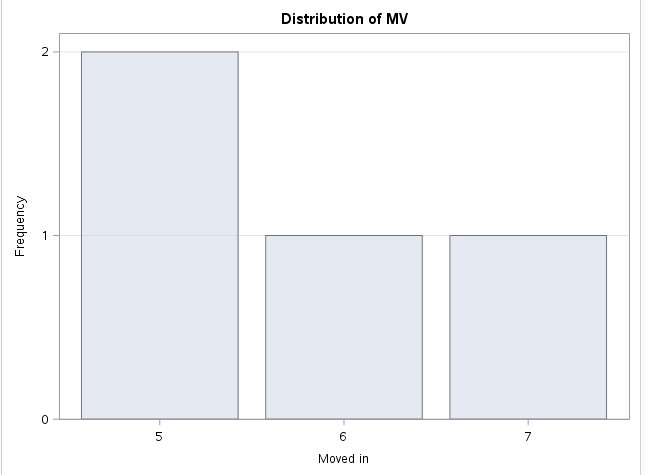 Distribution of MV
2
1
0
Frequency
5 6 7
Moved in